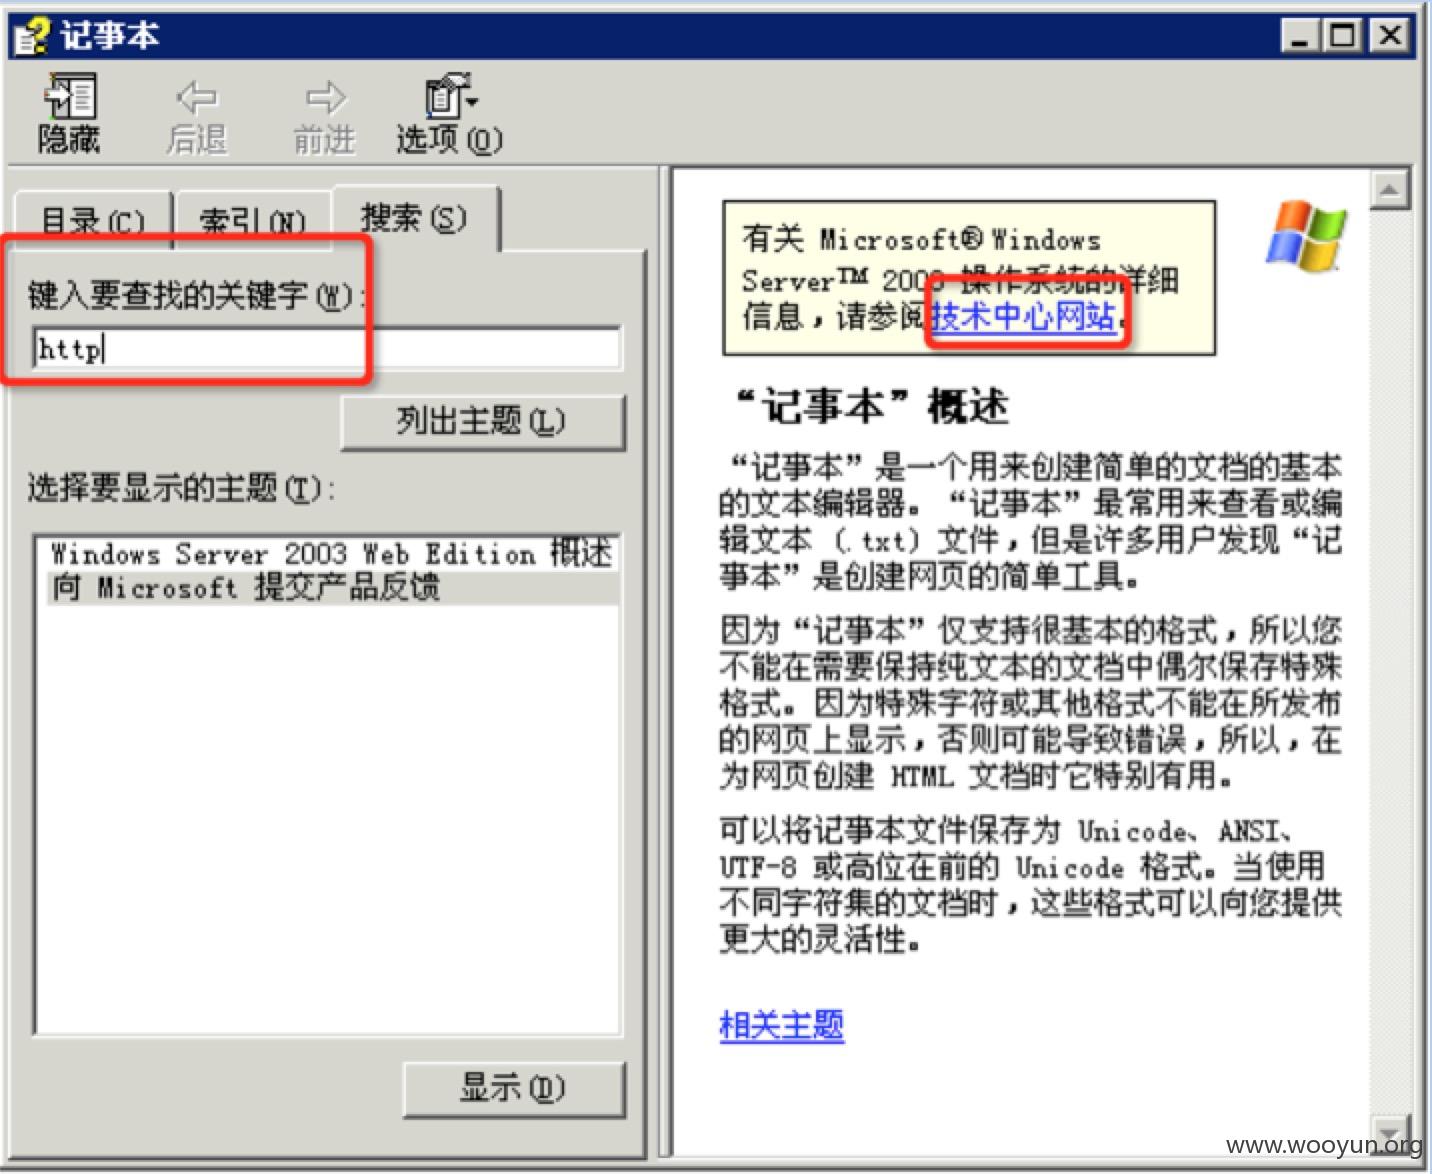 记事本
隐藏
后退
前进
选项(O)
目录(C)
索引(N)
搜索(S)
键入要查找的关键字(W):
http
列出主题(L)
选择要显示的主题(T):
Windows Server 2003 Web Edition 概述
向 Microsoft 提交产品反馈
显示(D)
有关 Microsoft® Windows
Server™ 2003 操作系统的详细
信息，请参阅技术中心网站。
“记事本”概述
“记事本”是一个用来创建简单的文档的基本
的文本编辑器。“记事本”最常用来查看或编
辑文本 (.txt) 文件，但是许多用户发现“记
事本”是创建网页的简单工具。
因为“记事本”仅支持很基本的格式，所以您
不能在需要保持纯文本的文档中偶尔保存特殊
格式。因为特殊字符或其他格式不能在所发布
的网页上显示，否则可能导致错误，所以，在
为网页创建 HTML 文档时它特别有用。
可以将记事本文件保存为 Unicode、ANSI、
UTF-8 或高位在前的 Unicode 格式。当使用
不同字符集的文档时，这些格式可以向您提供
更大的灵活性。
相关主题
www.wooyun.org